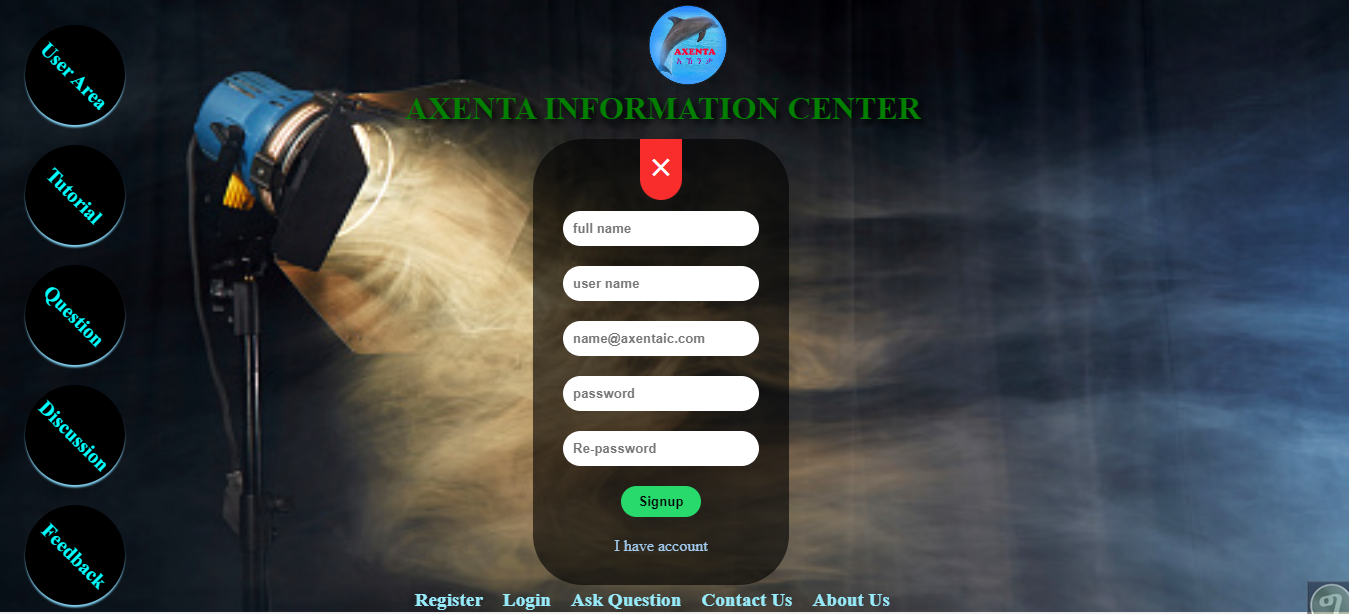 AXENTA
አኸንታ
AXENTA INFORMATION CENTER
User Area
Tutorial
Question
Discussion
Feedback
full name
user name
name@axentaic.com
password
Re-password
Signup
I have account
Register Login Ask Question Contact Us About Us